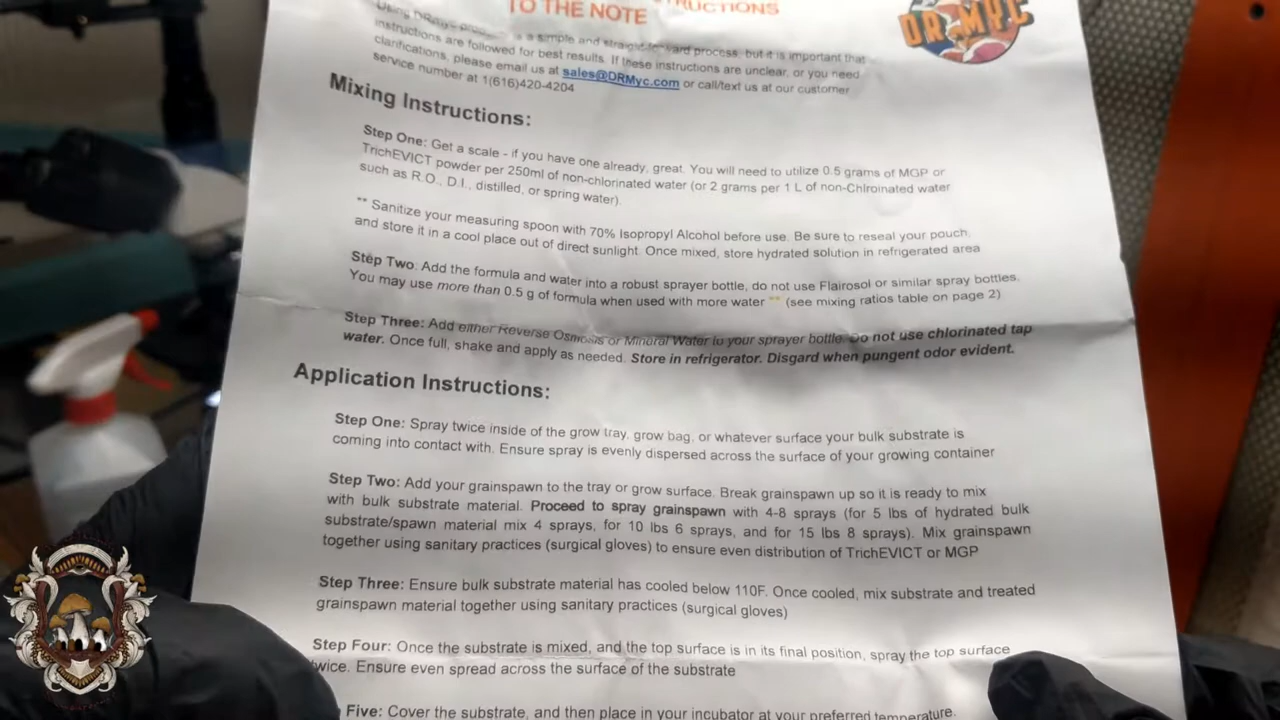 TO THE NOTE
RUCTIONS
DR MYC
Using DRMyc is a simple and straight-forward process, but it is important that
instructions are followed for best results. If these instructions are unclear, or you need
clarifications, please email us at sales@DRMyc.com or call/text us at our customer
service number at 1(616)420-4204
Mixing Instructions:
Step One: Get a scale - if you have one already, great. You will need to utilize 0.5 grams of MGP or
TrichEVICT powder per 250ml of non-chlorinated water (or 2 grams per 1 L of non-Chlroinated water
such as R.O., D.I., distilled, or spring water).
** Sanitize your measuring spoon with 70% Isopropyl Alcohol before use. Be sure to reseal your pouch,
and store it in a cool place out of direct sunlight. Once mixed, store hydrated solution in refrigerated area
Step Two: Add the formula and water into a robust sprayer bottle, do not use Flairosol or similar spray bottles.
You may use more than 0.5 g of formula when used with more water ** (see mixing ratios table on page 2)
Step Three: Add either Reverse Osmosis or Mineral Water to your sprayer bottle. Do not use chlorinated tap
water. Once full, shake and apply as needed. Store in refrigerator. Disgard when pungent odor evident.
Application Instructions:
Step One: Spray twice inside of the grow tray, grow bag, or whatever surface your bulk substrate is
coming into contact with. Ensure spray is evenly dispersed across the surface of your growing container
Step Two: Add your grainspawn to the tray or grow surface. Break grainspawn up so it is ready to mix
with bulk substrate material. Proceed to spray grainspawn with 4-8 sprays (for 5 lbs of hydrated bulk
substrate/spawn material mix 4 sprays, for 10 lbs 6 sprays, and for 15 lbs 8 sprays). Mix grainspawn
together using sanitary practices (surgical gloves) to ensure even distribution of TrichEVICT or MGP
Step Three: Ensure bulk substrate material has cooled below 110F. Once cooled, mix substrate and treated
grainspawn material together using sanitary practices (surgical gloves)
Step Four: Once the substrate is mixed, and the top surface is in its final position, spray the top surface
twice. Ensure even spread across the surface of the substrate
Five: Cover the substrate, and then place in your incubator at your preferred temperature.